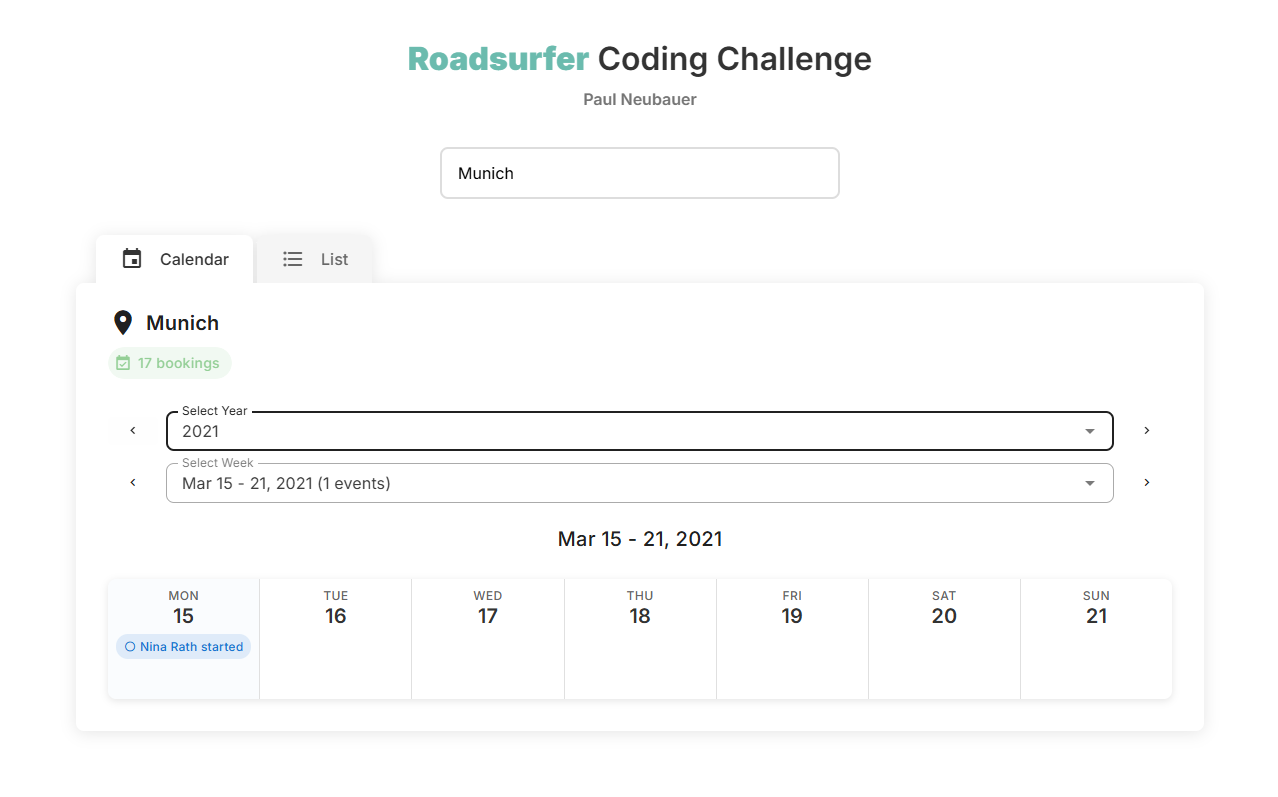 Roadsurfer Coding Challenge
Paul Neubauer
Munich
Calendar
List
Munich
17 bookings
Select Year
2021
Select Week
Mar 15 - 21, 2021 (1 events)
Mar 15 - 21, 2021
MON TUE WED THU FRI SAT SUN
15 16 17 18 19 20 21
Nina Rath started